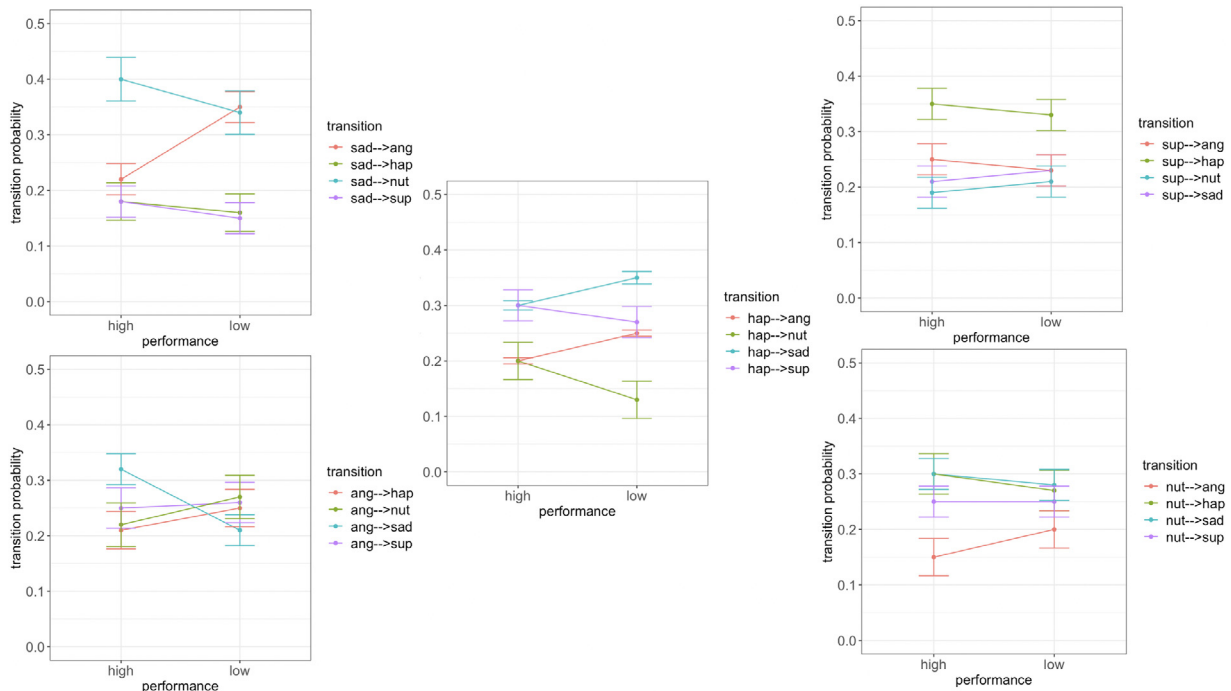 0.5
0.4
0.3
0.2
0.1
0.0
transition probability
high
low
performance
transition
sad-->ang
sad-->hap
sad-->nut
sad-->sup
0.5
0.4
0.3
0.2
0.1
0.0
transition probability
high
low
performance
transition
ang-->hap
ang-->nut
ang-->sad
ang-->sup
0.5
0.4
0.3
0.2
0.1
0.0
transition probability
high
low
performance
transition
hap-->ang
hap-->nut
hap-->sad
hap-->sup
0.5
0.4
0.3
0.2
0.1
0.0
transition probability
high
low
performance
transition
sup-->ang
sup-->hap
sup-->nut
sup-->sad
0.5
0.4
0.3
0.2
0.1
0.0
transition probability
high
low
performance
transition
nut-->ang
nut-->hap
nut-->sad
nut-->sup